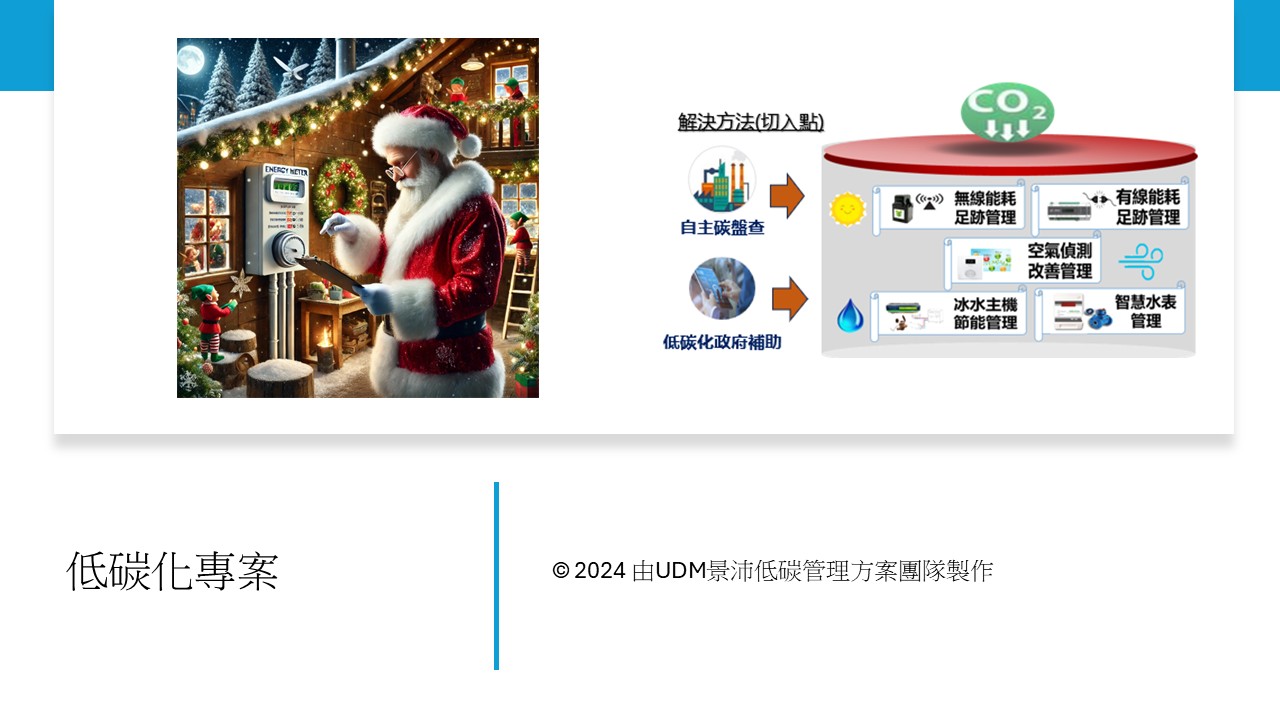 ENERGY METER
解決方法(切入點)
自主碳盤查
低碳化政府補助
CO2
無線能耗
足跡管理
有線能耗
足跡管理
空氣偵測
改善管理
冰水主機
節能管理
智慧水表
管理
低碳化專案
© 2024 由UDM景沛低碳管理方案團隊製作